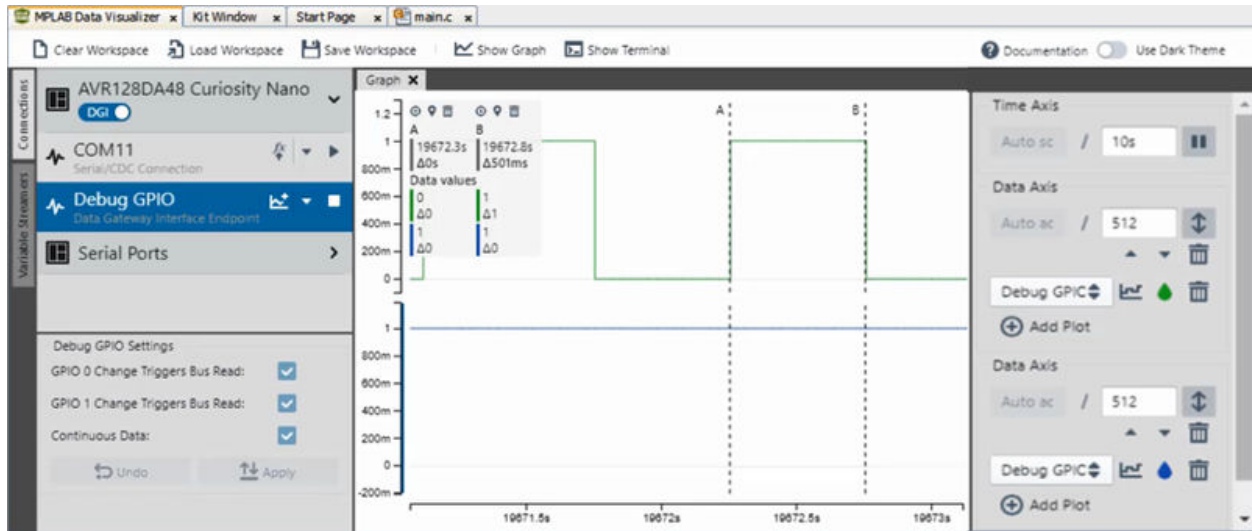 MPLAB Data Visualizer x Kit Window x Start Page x main.c x
Clear Workspace Load Workspace Save Workspace Show Graph Show Terminal Documentation Use Dark Theme
Connections
Variable Streamers
AVR128DA48 Curiosity Nano
DGI
COM11
Serial/CDC Connection
Debug GPIO
Data Gateway Interface Endpoint
Serial Ports
Debug GPIO Settings
GPIO 0 Change Triggers Bus Read:
GPIO 1 Change Triggers Bus Read:
Continuous Data:
Undo Apply
Graph
A B
1.2
1
800m
600m
400m
200m
0
A B
19672.3s 19672.8s
Δ0s Δ501ms
Data values
0 1
Δ0 Δ1
1 1
Δ0 Δ0
1
800m
600m
400m
200m
0
-200m
19671.5s 19672s 19672.5s 19673s
Time Axis
Auto sc / 10s
Data Axis
Auto ac / 512
Debug GPIC
Add Plot
Data Axis
Auto ac / 512
Debug GPIC
Add Plot